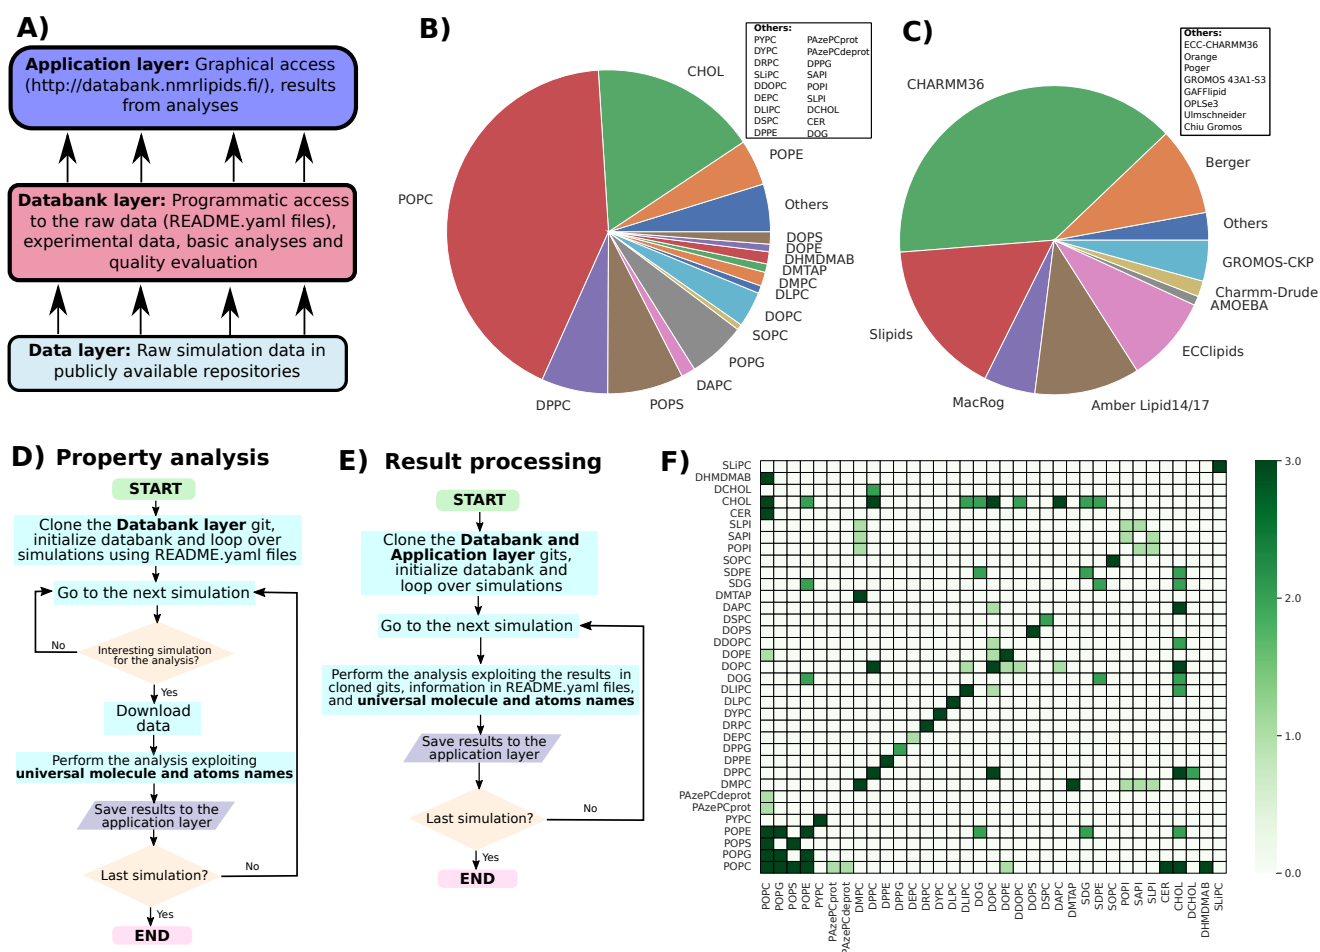 A)
Application layer: Graphical access
(http://databank.nmrlipids.fi/), results
from analyses
Databank layer: Programmatic access
to the raw data (README.yaml files),
experimental data, basic analyses and
quality evaluation
Data layer: Raw simulation data in
publicly available repositories
B)
Others:
PYPC PAzePCprot
DYPC PAzePCdeprot
DRPC DPPG
SLiPC SAPI
DDOPC POPI
DEPC SLPI
DLIPC DCHOL
DSPC CER
DPPE DOG
CHOL
POPE
Others
DOPS
DOPE
DHMDMAB
DMTAP
DMPC
DLPC
DOPC
SOPC
POPG
DAPC
POPS
DPPC
POPC
C)
Others:
ECC-CHARMM36
Orange
Poger
GROMOS 43A1-S3
GAFFlipid
OPLSe3
Ulmschneider
Chiu Gromos
CHARMM36
Berger
Others
GROMOS-CKP
Charmm-Drude
AMOEBA
ECClipids
Amber Lipid14/17
MacRog
Slipids
D) Property analysis
START
Clone the Databank layer git,
initialize databank and loop over
simulations using README.yaml files
Go to the next simulation
No
Interesting simulation
for the analysis?
Yes
Download
data
Perform the analysis exploiting
universal molecule and atoms names
Save results to the
application layer
No
Last simulation?
Yes
END
E) Result processing
START
Clone the Databank and
Application layer gits,
initialize databank and
loop over simulations
Go to the next simulation
Perform the analysis exploiting the results in
cloned gits, information in README.yaml files,
and universal molecule and atoms names
Save results to the
application layer
No
Last simulation?
Yes
END
F)
SLiPC
DHMDMAB
DCHOL
CHOL
CER
SLPI
SAPI
POPI
SOPC
SDPE
SDG
DMTAP
DAPC
DSPC
DOPS
DDOPC
DOPE
DOPC
DOG
DLIPC
DLPC
DYPC
DRPC
DEPC
DPPG
DPPE
DPPC
DMPC
PAzePCdeprot
PAzePCprot
PYPC
POPE
POPS
POPG
POPC
POPC
POPG
POPS
POPE
PYPC
PAzePCprot
PAzePCdeprot
DMPC
DPPC
DPPE
DPPG
DEPC
DRPC
DYPC
DLPC
DLIPC
DOG
DOPC
DOPE
DDOPC
DOPS
DSPC
DAPC
DMTAP
SDG
SDPE
SOPC
POPI
SAPI
SLPI
CER
CHOL
DCHOL
DHMDMAB
SLiPC
3.0
2.0
1.0
0.0